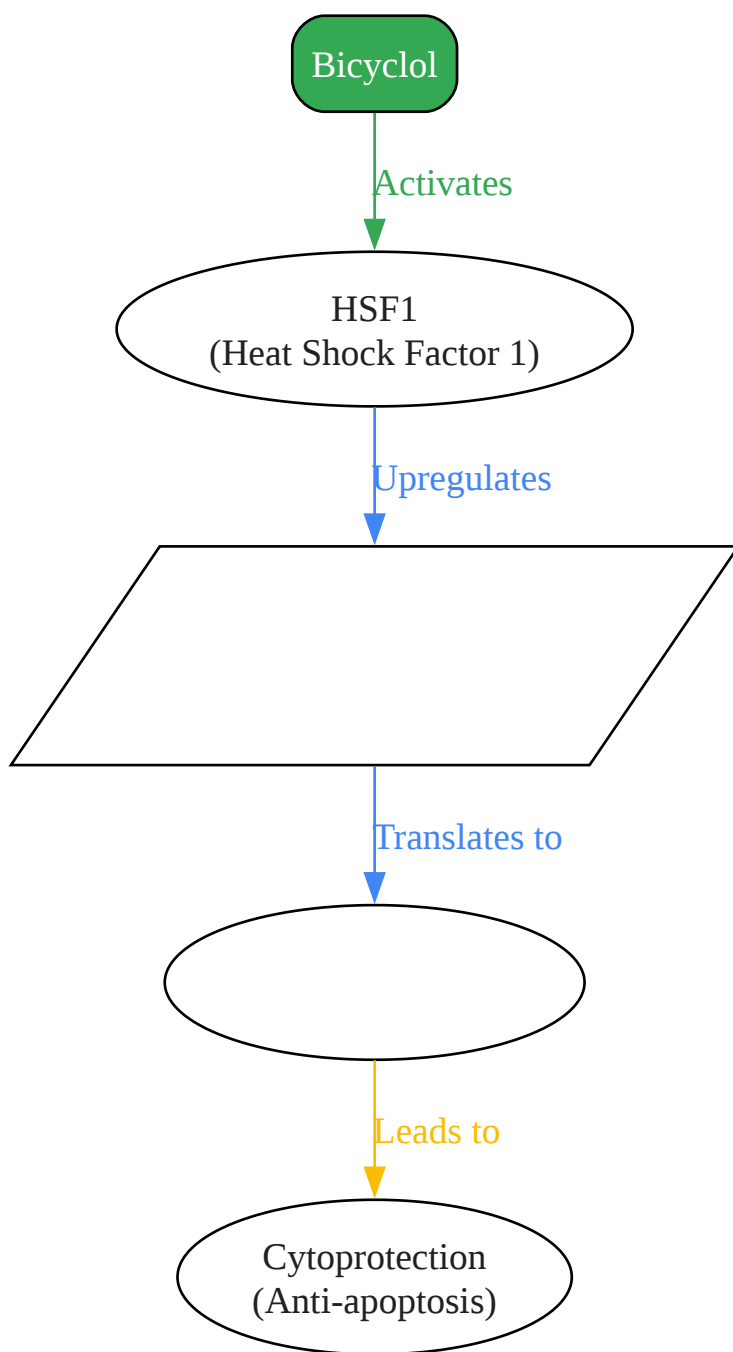 Bicyclol
Activates
HSF1
(Heat Shock Factor 1)
Upregulates
Translates to
Leads to
Cytoprotection
(Anti-apoptosis)